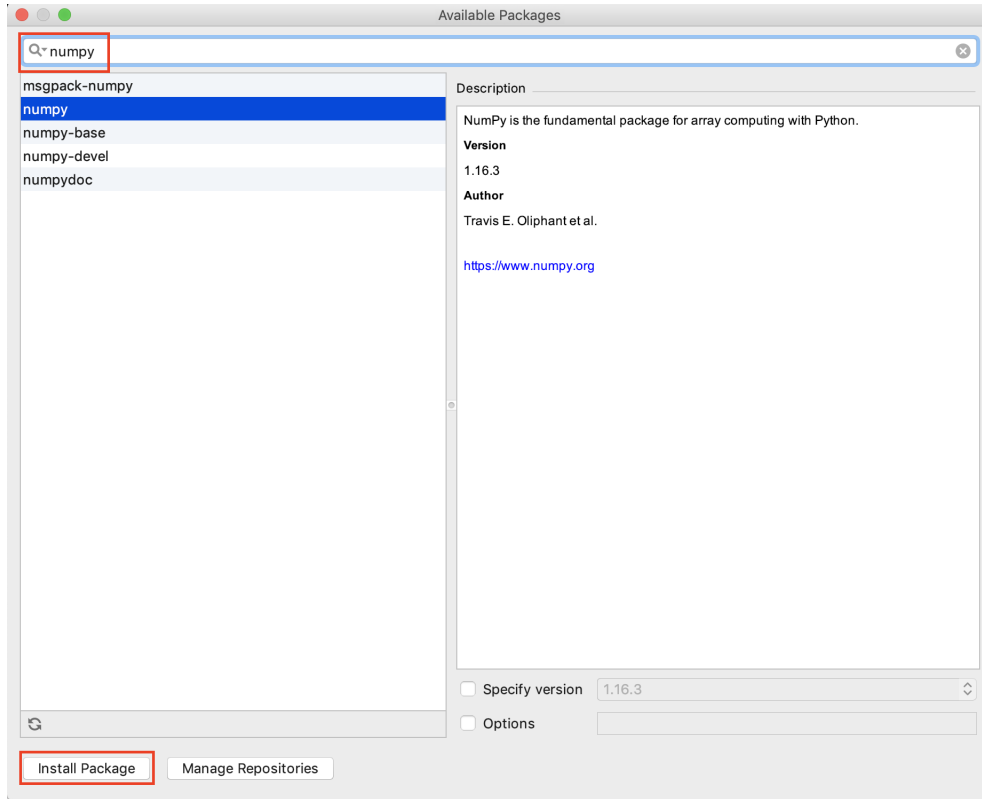 Available Packages
numpy
msgpack-numpy
numpy
numpy-base
numpy-devel
numpydoc
Description
NumPy is the fundamental package for array computing with Python.
Version
1.16.3
Author
Travis E. Oliphant et al.
https://www.numpy.org
Specify version 1.16.3
Options
Install Package Manage Repositories